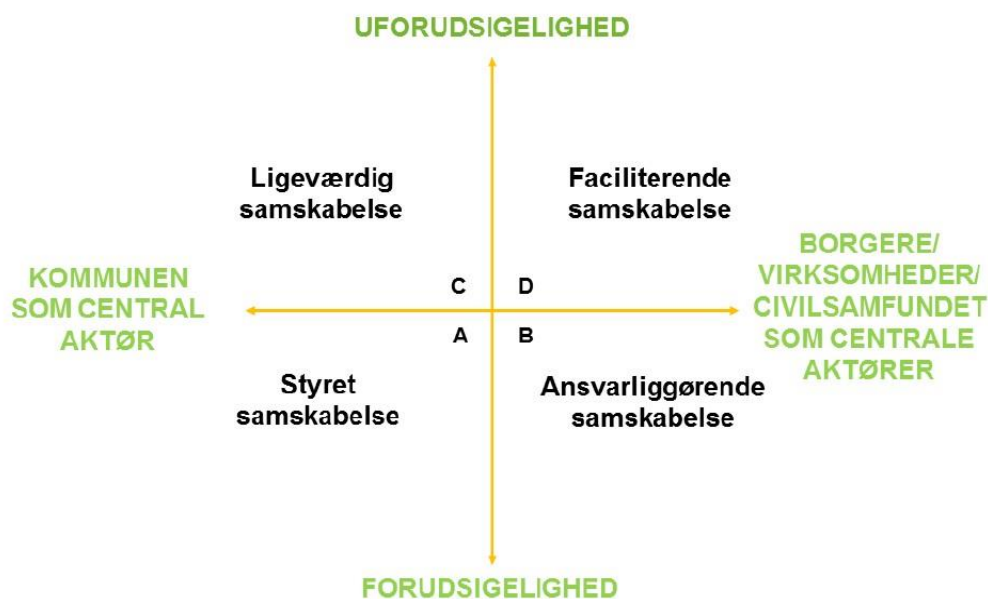 UFORUDSIGELIGHED
Ligeværdig
samskabelse
Faciliterende
samskabelse
KOMMUNEN
SOM CENTRAL
AKTØR
C
D
A
B
BORGERE/
VIRKSOMHEDER/
CIVILSAMFUNDET
SOM CENTRALE
AKTØRER
Styret
samskabelse
Ansvarliggørende
samskabelse
FORUDSIGELIGHED